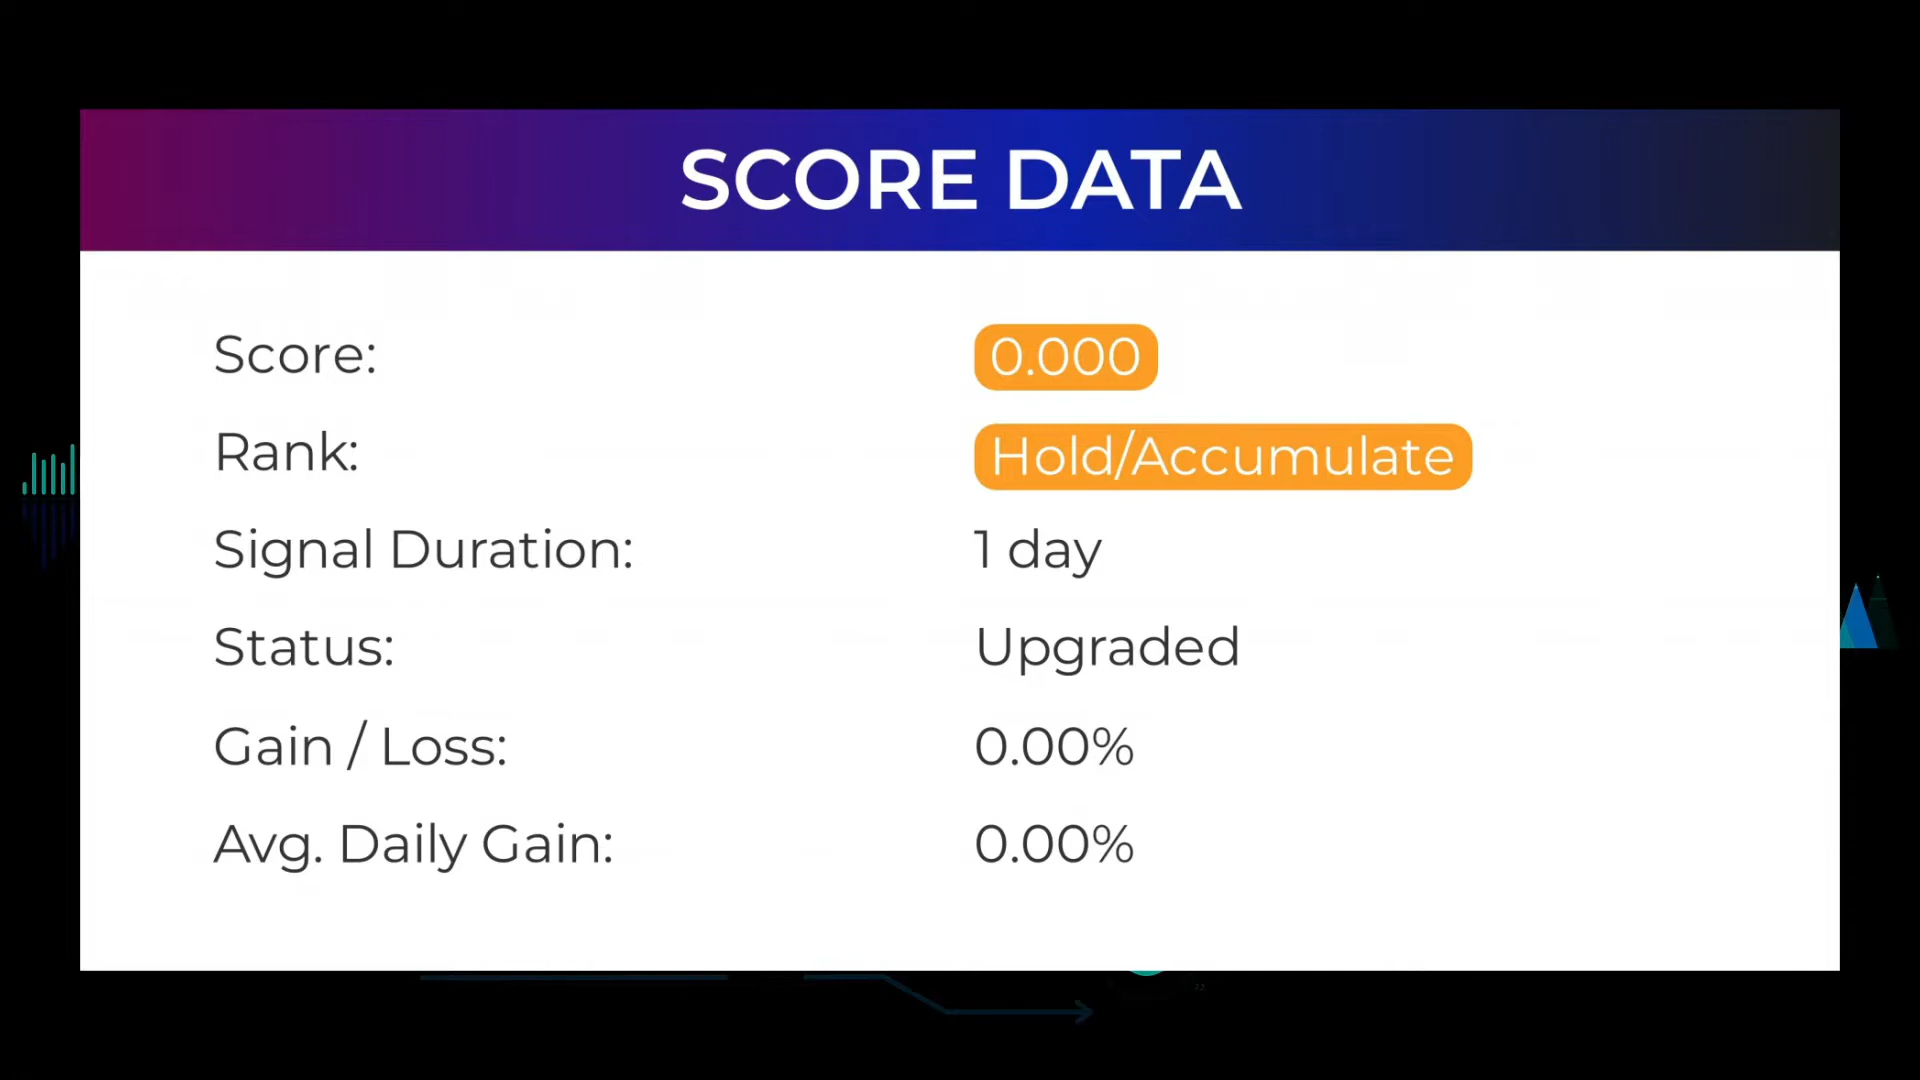 SCORE DATA
Score: 0.000
Rank: Hold/Accumulate
Signal Duration: 1 day
Status: Upgraded
Gain / Loss: 0.00%
Avg. Daily Gain: 0.00%